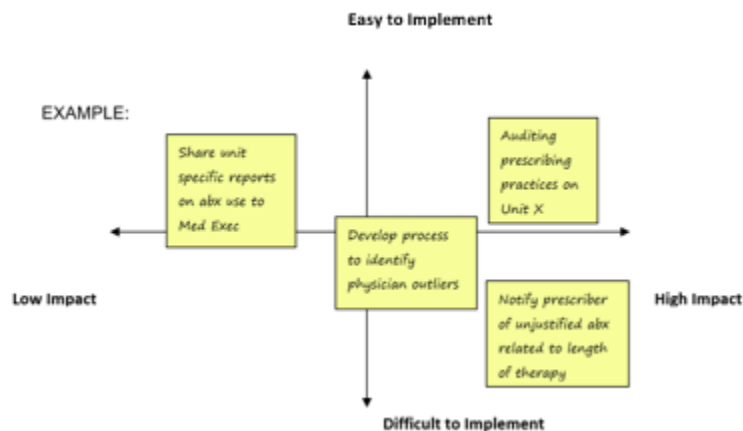 Easy to Implement
EXAMPLE:
Share unit
specific reports
on abx use to
Med Exec
Auditing
prescribing
practices on
Unit X
Develop process
to identify
physician outliers
Low Impact
Notify prescriber
of unjustified abx
related to length
of therapy
High Impact
Difficult to Implement